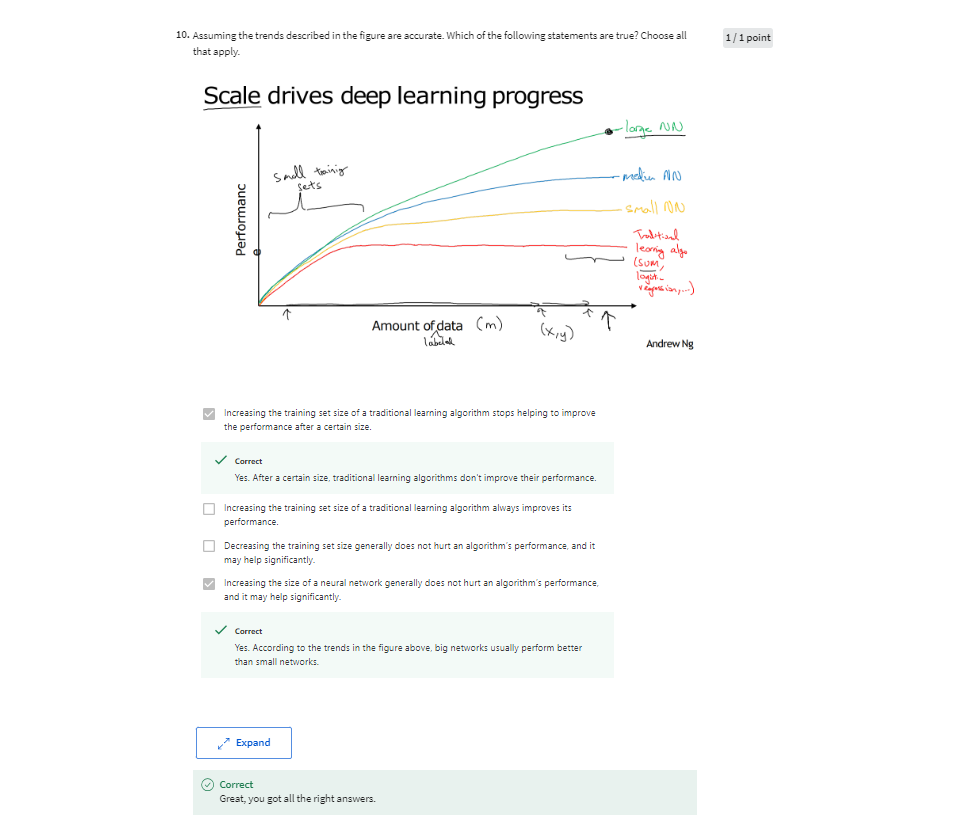 10. Assuming the trends described in the figure are accurate. Which of the following statements are true? Choose all
that apply.
1 / 1 point
Scale drives deep learning progress
large NN
small training
sets
medium NN
small NN
Performanc
Traditional
learning algo
(SVM,
logistic
regression,...)
Amount of data (m)
labeled
(x,y)
Andrew Ng
Increasing the training set size of a traditional learning algorithm stops helping to improve
the performance after a certain size.
Correct
Yes. After a certain size, traditional learning algorithms don't improve their performance.
Increasing the training set size of a traditional learning algorithm always improves its
performance.
Decreasing the training set size generally does not hurt an algorithm's performance, and it
may help significantly.
Increasing the size of a neural network generally does not hurt an algorithm's performance,
and it may help significantly.
Correct
Yes. According to the trends in the figure above, big networks usually perform better
than small networks.
Expand
Correct
Great, you got all the right answers.